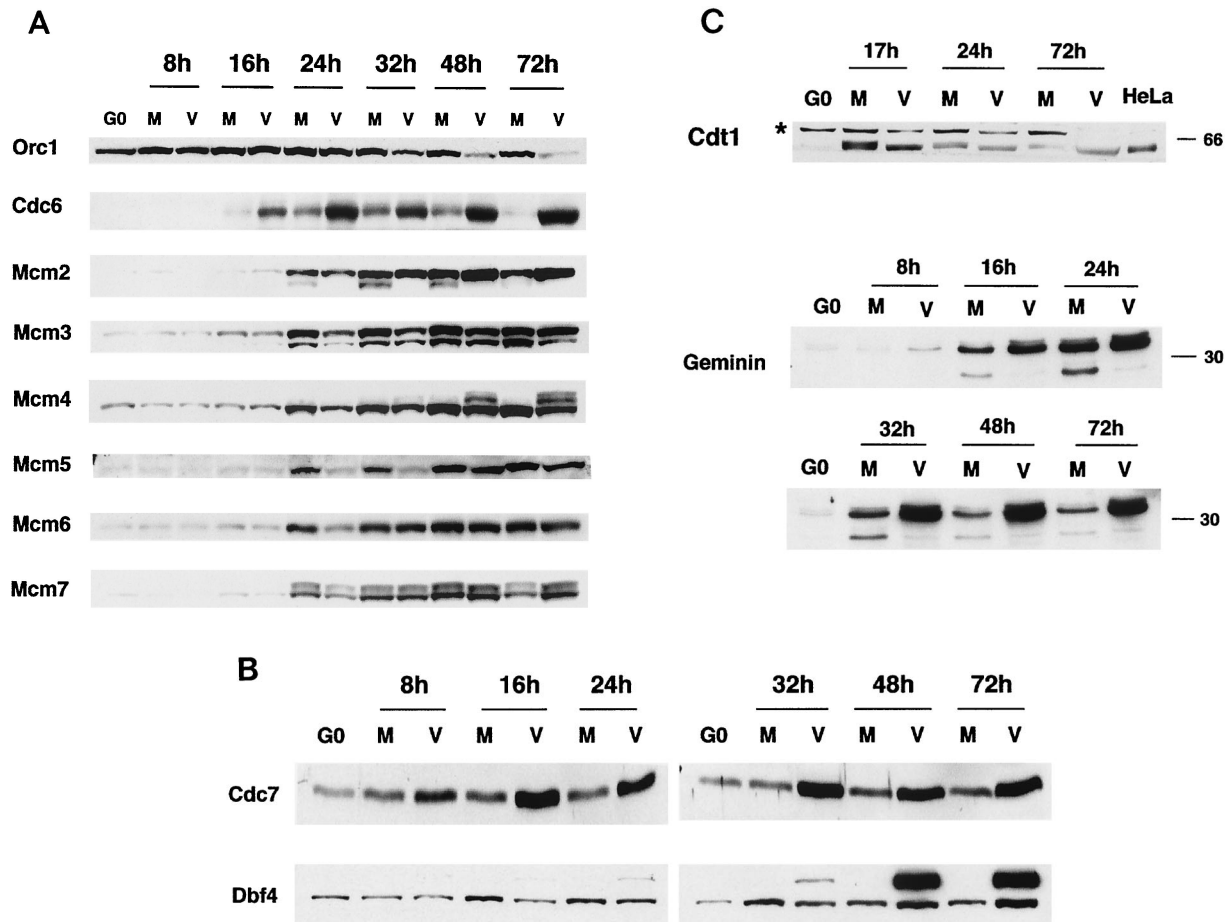 A
8h 16h 24h 32h 48h 72h
G0 M V M V M V M V M V M V
Orc1
Cdc6
Mcm2
Mcm3
Mcm4
Mcm5
Mcm6
Mcm7
C
17h 24h 72h
G0 M V M V M V HeLa
Cdt1 * — 66
8h 16h 24h
G0 M V M V M V
Geminin — 30
32h 48h 72h
G0 M V M V M V
— 30
B
8h 16h 24h 32h 48h 72h
G0 M V M V M V G0 M V M V M V
Cdc7
Dbf4